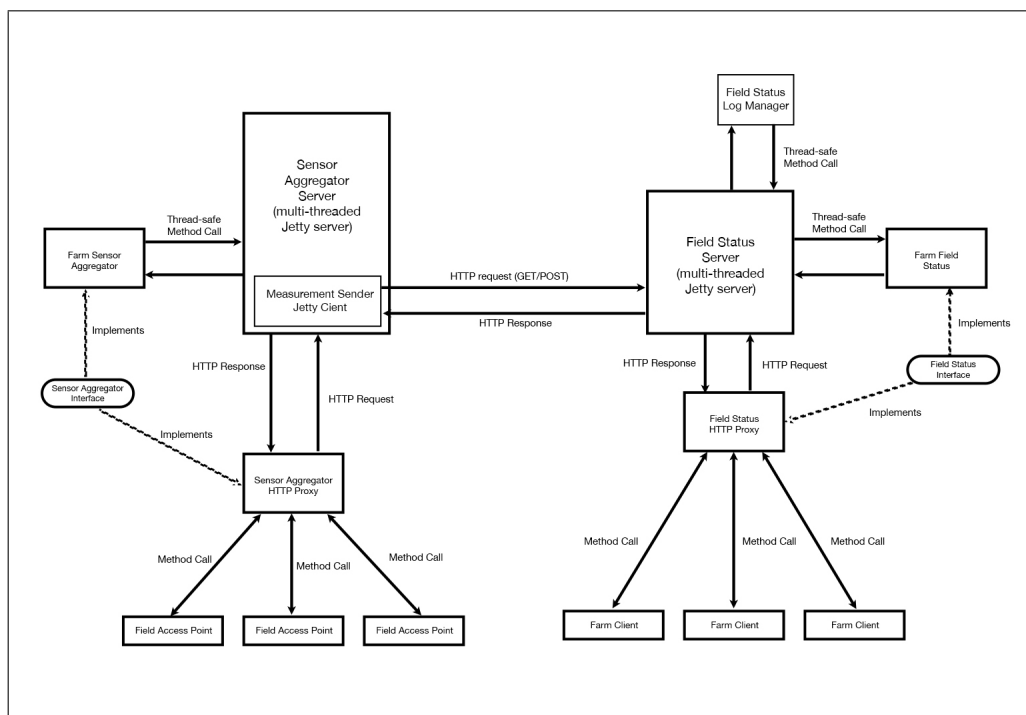 Field Status
Log Manager
Thread-safe
Method Call
Sensor
Aggregator
Server
(multi-threaded
Jetty server)
Thread-safe
Method Call
Farm Sensor
Aggregator
Measurement Sender
Jetty Client
HTTP request (GET/POST)
HTTP Response
Field Status
Server
(multi-threaded
Jetty server)
Thread-safe
Method Call
Farm Field
Status
Implements
Implements
HTTP Response
HTTP Request
HTTP Response
HTTP Request
Sensor Aggregator
Interface
Field Status
Interface
Implements
Implements
Sensor Aggregator
HTTP Proxy
Field Status
HTTP Proxy
Method Call
Method Call
Method Call
Method Call
Method Call
Method Call
Field Access Point
Field Access Point
Field Access Point
Farm Client
Farm Client
Farm Client